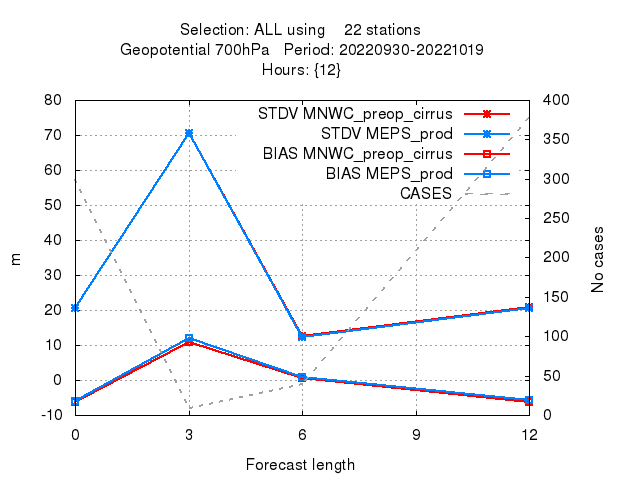 Selection: ALL using    22 stations
Geopotential 700hPa   Period: 20220930-20221019
Hours: {12}
80
70
60
50
40
30
20
10
0
-10
m
400
350
300
250
200
150
100
50
0
No cases
STDV MNWC_preop_cirrus
STDV MEPS_prod
BIAS MNWC_preop_cirrus
BIAS MEPS_prod
CASES
0 3 6 9 12
Forecast length